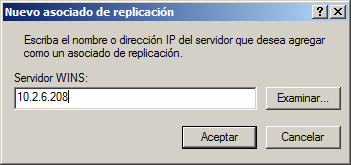 Nuevo asociado de replicación
Escriba el nombre o dirección IP del servidor que desea agregar
como un asociado de replicación.
Servidor WINS:
10.2.6.208
Examinar...
Aceptar
Cancelar